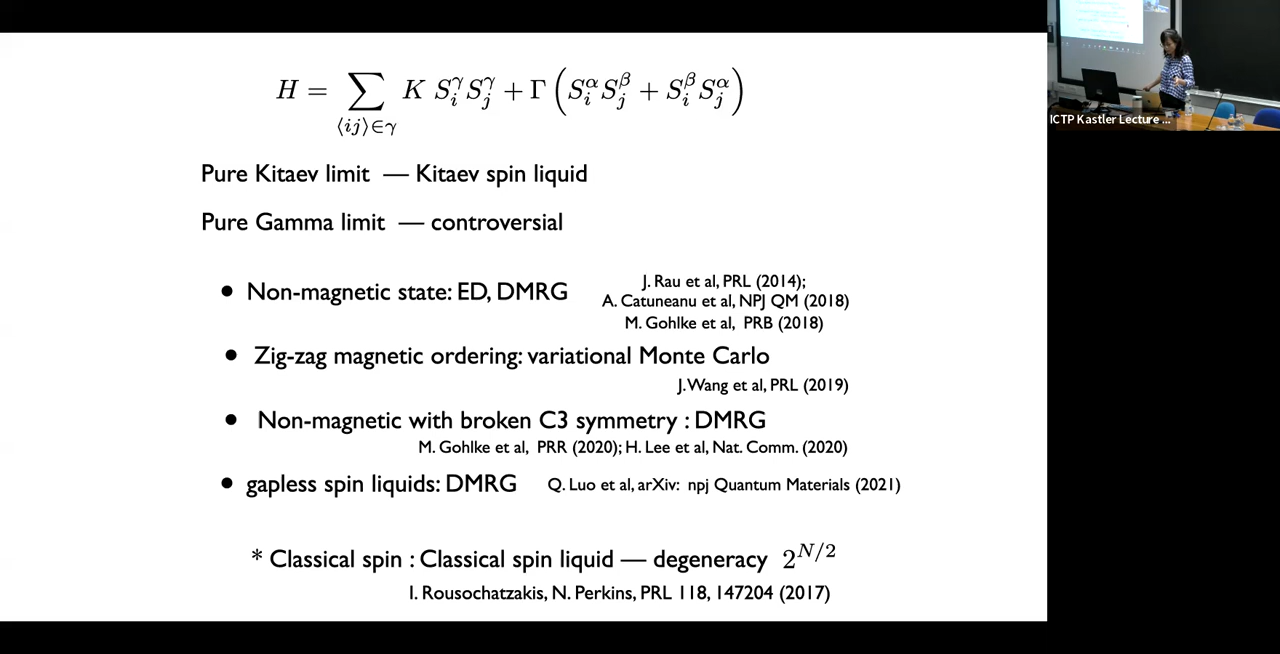 H = ∑⟨ij⟩∈γ K S_i^γ S_j^γ + Γ (S_i^α S_j^β + S_i^β S_j^α)
ICTP Kastler Lecture ...
Pure Kitaev limit — Kitaev spin liquid
Pure Gamma limit — controversial
• Non-magnetic state: ED, DMRG
J. Rau et al, PRL (2014);
A. Catuneanu et al, NPJ QM (2018)
M. Gohlke et al, PRB (2018)
• Zig-zag magnetic ordering: variational Monte Carlo
J. Wang et al, PRL (2019)
• Non-magnetic with broken C3 symmetry : DMRG
M. Gohlke et al, PRR (2020); H. Lee et al, Nat. Comm. (2020)
• gapless spin liquids: DMRG Q. Luo et al, arXiv: npj Quantum Materials (2021)
* Classical spin : Classical spin liquid — degeneracy 2^{N/2}
I. Rousochatzakis, N. Perkins, PRL 118, 147204 (2017)